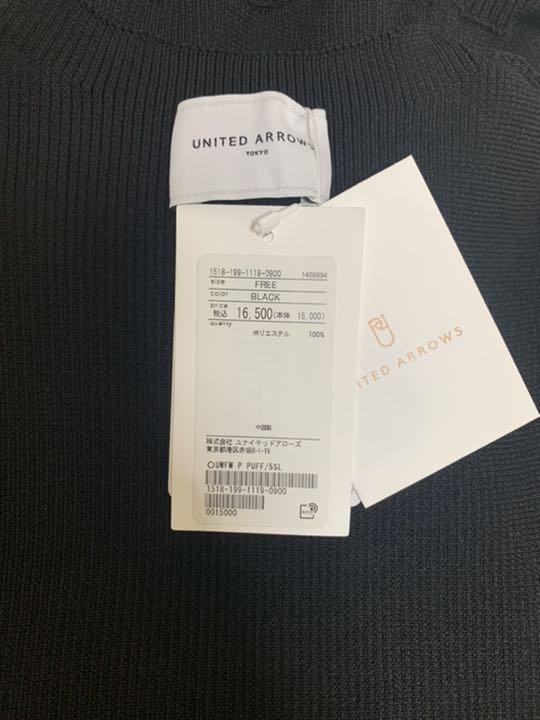 UNITED ARROWS
TOKYO
1518-199-1119-0900 1469894
size FREE
color BLACK
price
税込 16,500(本体 15,000)
quality
ポリエステル 100%
中国製
株式会社 ユナイテッドアローズ
東京都港区赤坂8-1-19
○UWFM P PUFF/5SL
1518-199-1119-0900
0015000
UNITED ARROWS